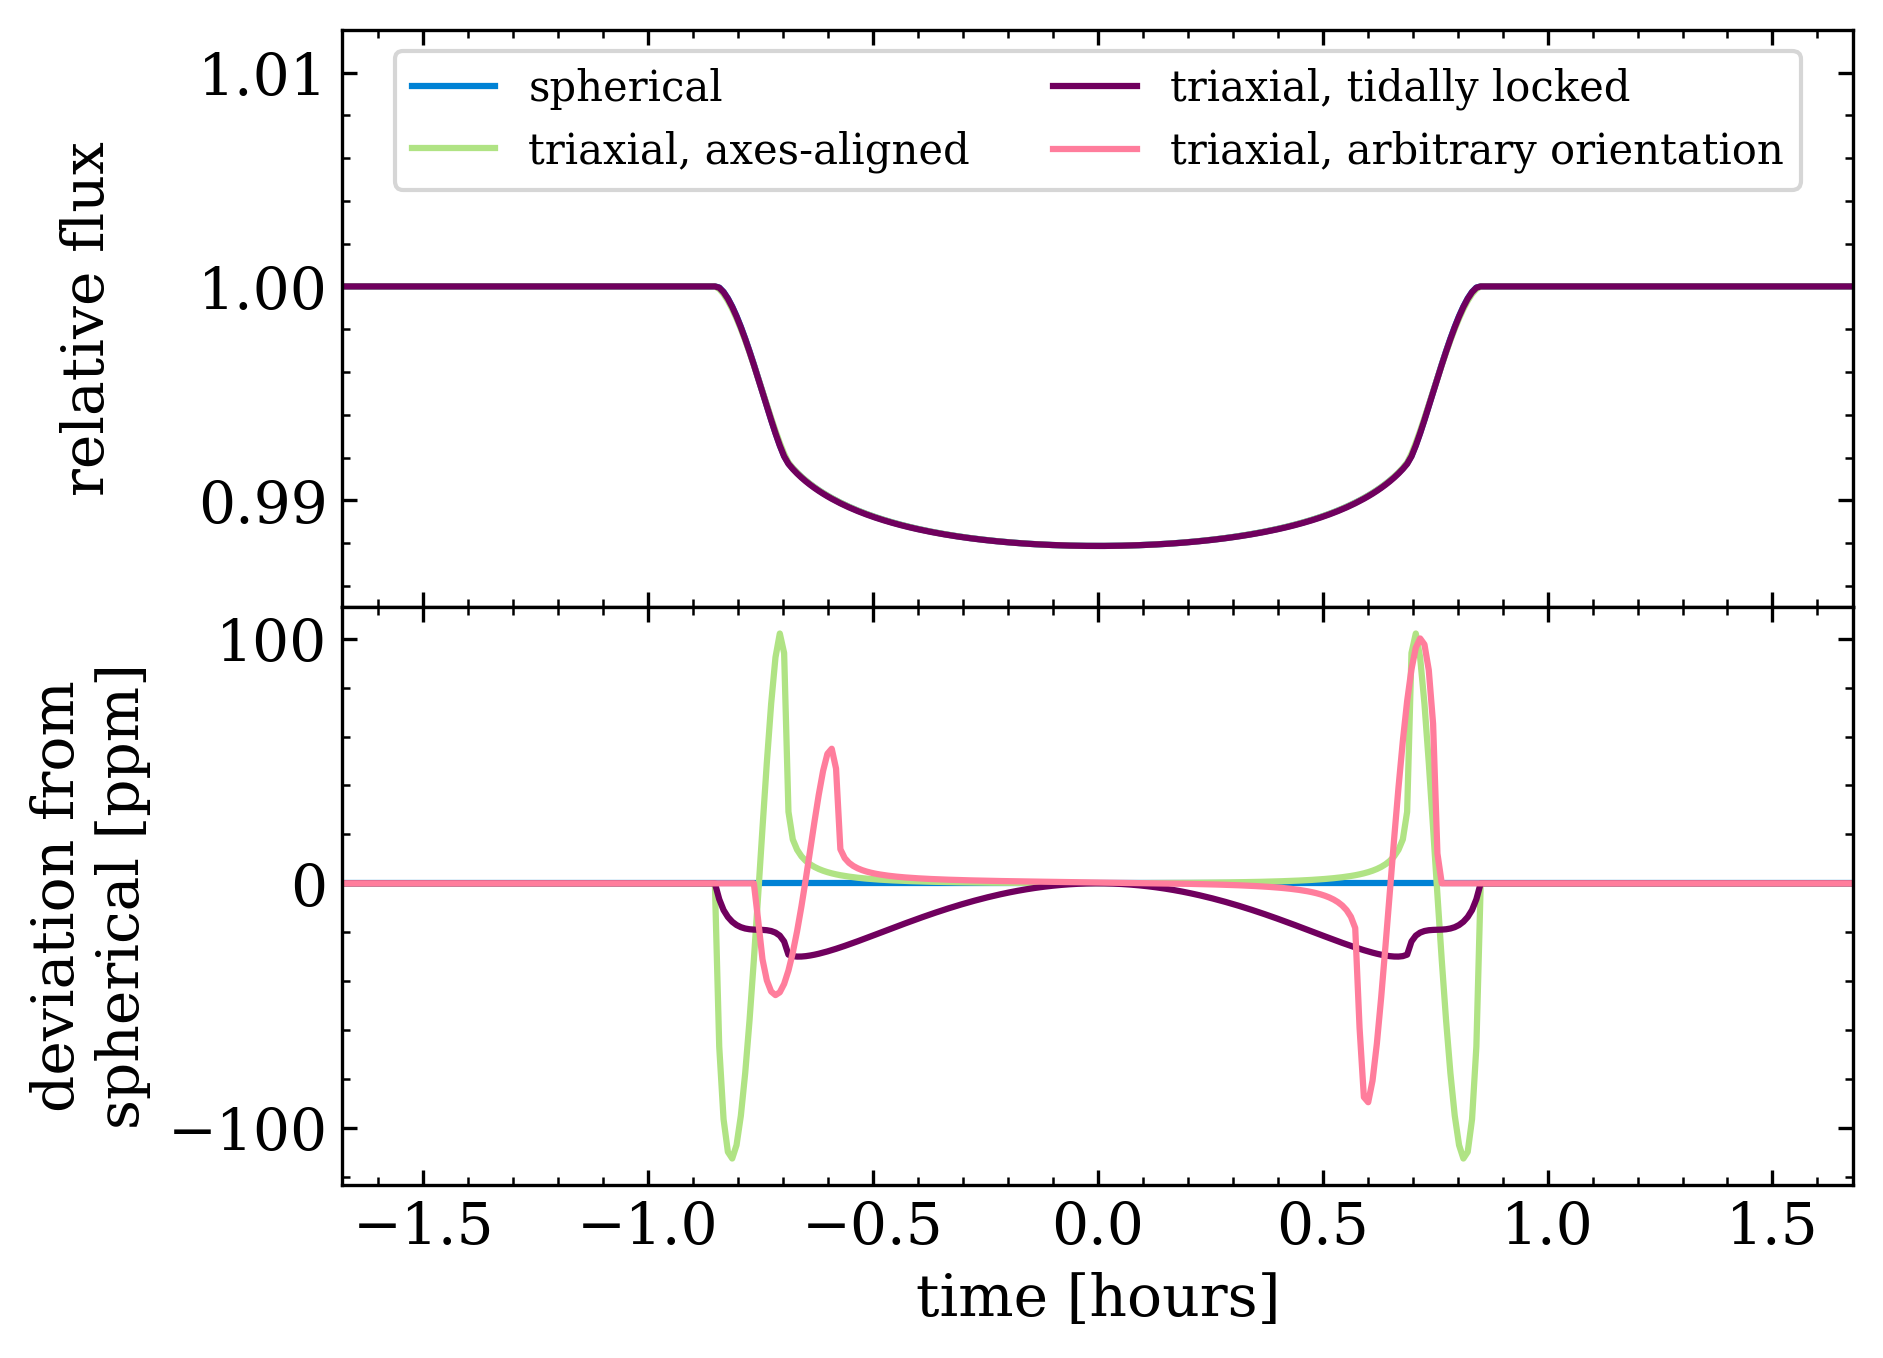 1.01
1.00
0.99
relative flux
spherical
triaxial, axes-aligned
triaxial, tidally locked
triaxial, arbitrary orientation
100
0
−100
deviation from
spherical [ppm]
−1.5 −1.0 −0.5 0.0 0.5 1.0 1.5
time [hours]